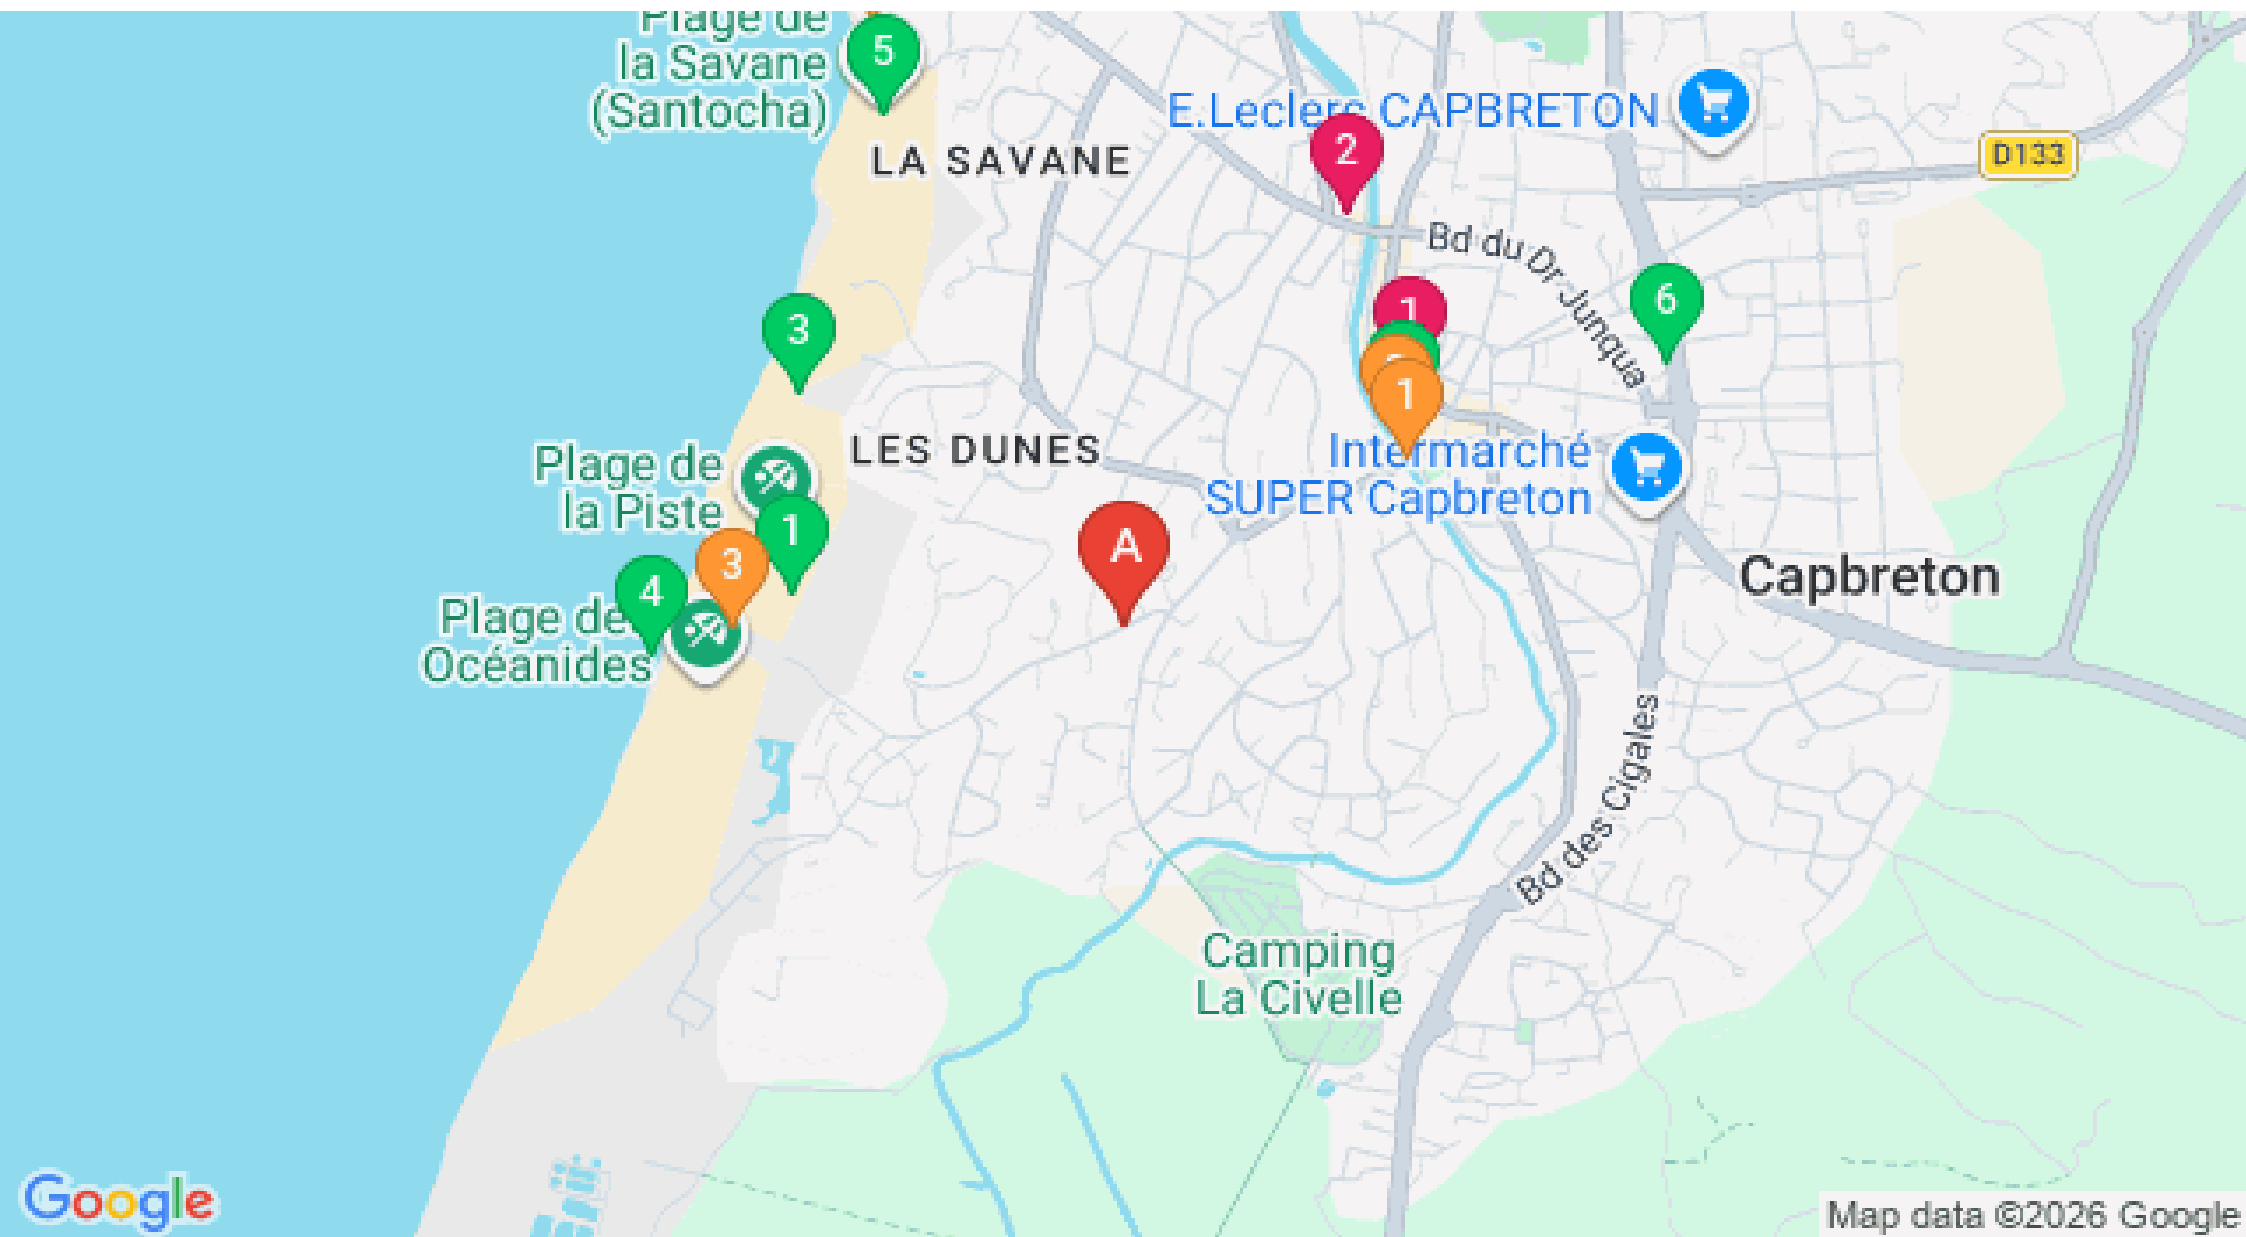 Plage de
la Savane
(Santocha)
5
LA SAVANE
E.Leclerc CAPBRETON
2
D133
Bd du Dr Junqua
3
1
6
1
LES DUNES
Plage de
la Piste
1
Intermarché
SUPER Capbreton
A
3
4
Plage des
Océanides
Capbreton
Bd des Cigales
Camping
La Civelle
Google
Map data ©2026 Google